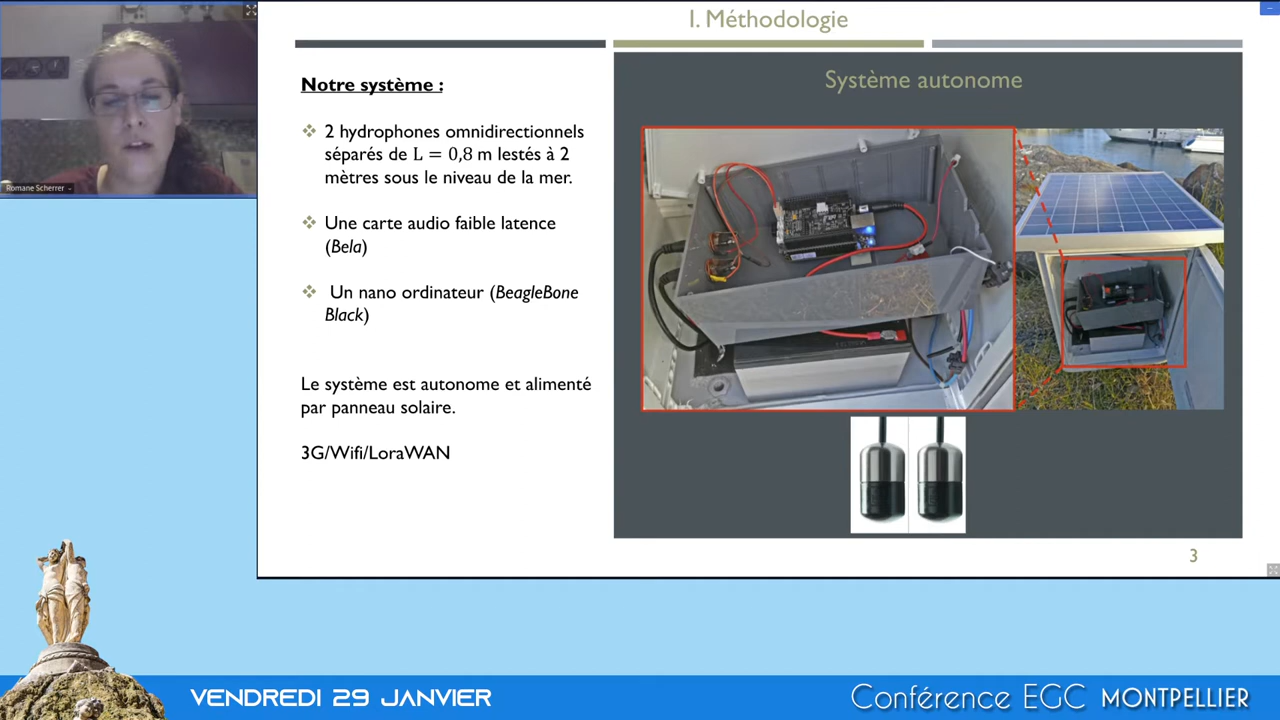 I. Méthodologie
Romane Scherrer
Notre système :
2 hydrophones omnidirectionnels
séparés de L = 0,8 m lestés à 2
mètres sous le niveau de la mer.
Une carte audio faible latence
(Bela)
Un nano ordinateur (BeagleBone
Black)
Le système est autonome et alimenté
par panneau solaire.
3G/Wifi/LoraWAN
Système autonome
3
VENDREDI 29 JANVIER
Conférence EGC MONTPELLIER